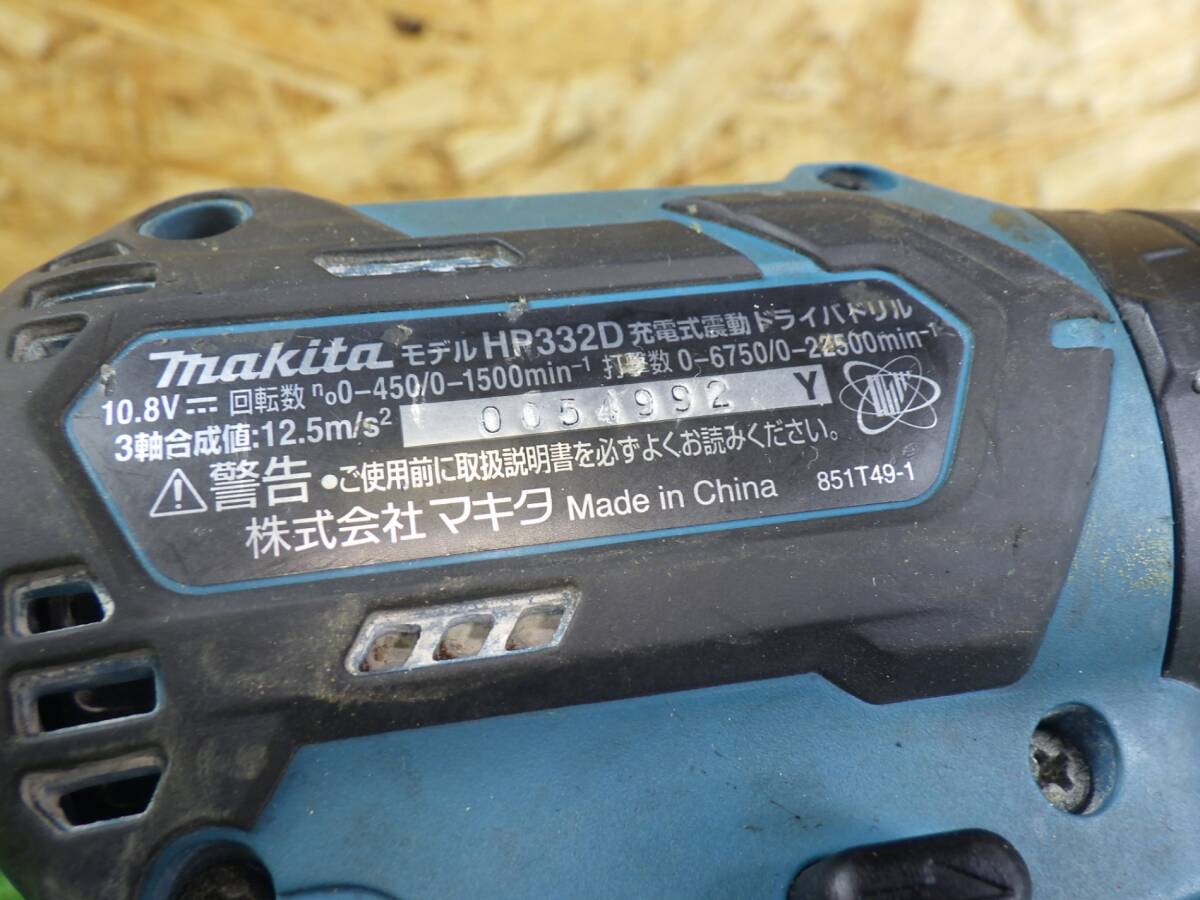 makita モデル HP332D 充電式震動ドライバドリル
10.8V⎓ 回転数 n₀0-450/0-1500min⁻¹ 打撃数 0-6750/0-22500min⁻¹
3軸合成値:12.5m/s² 0054992 Y
⚠警告 ●ご使用前に取扱説明書を必ずよくお読みください。
株式会社 マキタ Made in China 851T49-1